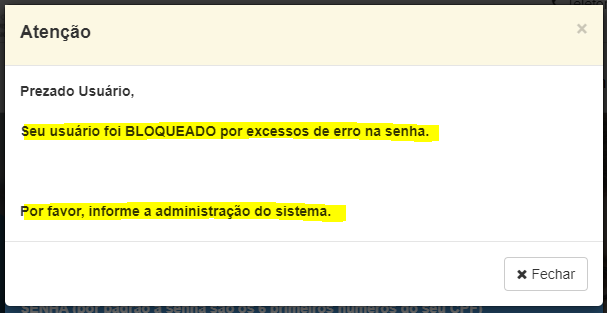 Atenção ×
Prezado Usuário,
Seu usuário foi BLOQUEADO por excessos de erro na senha.
Por favor, informe a administração do sistema.
✖ Fechar
SENHA (por padrão a senha são os 6 primeiros números do seu CPF)